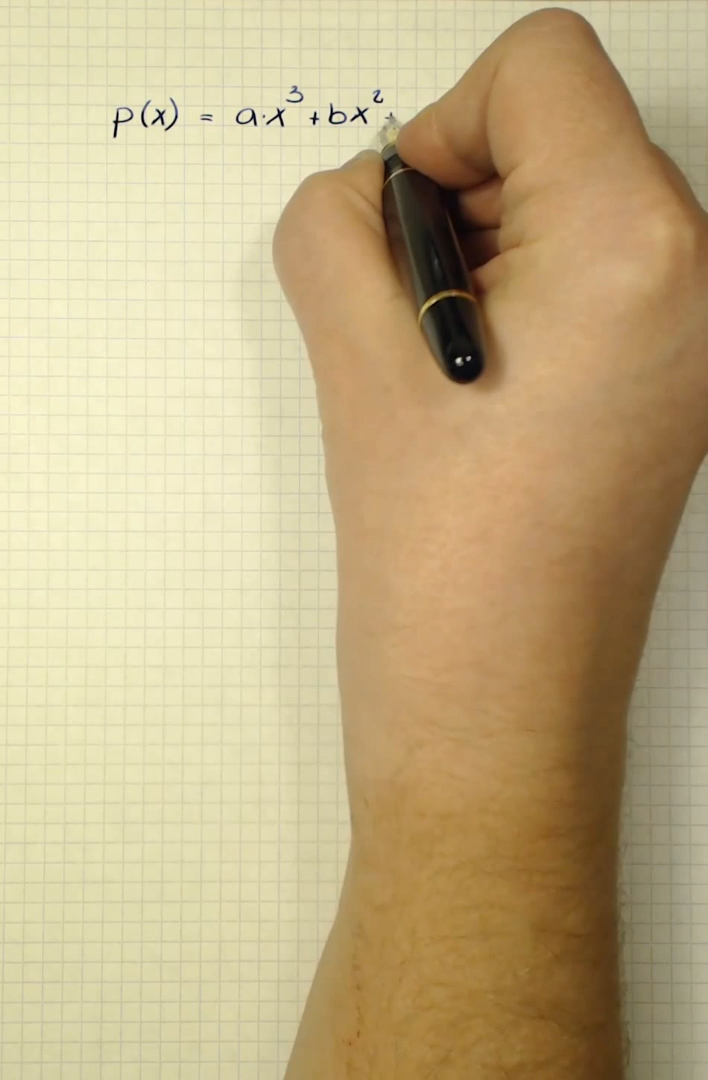 p(x) = a·x³+bx²+